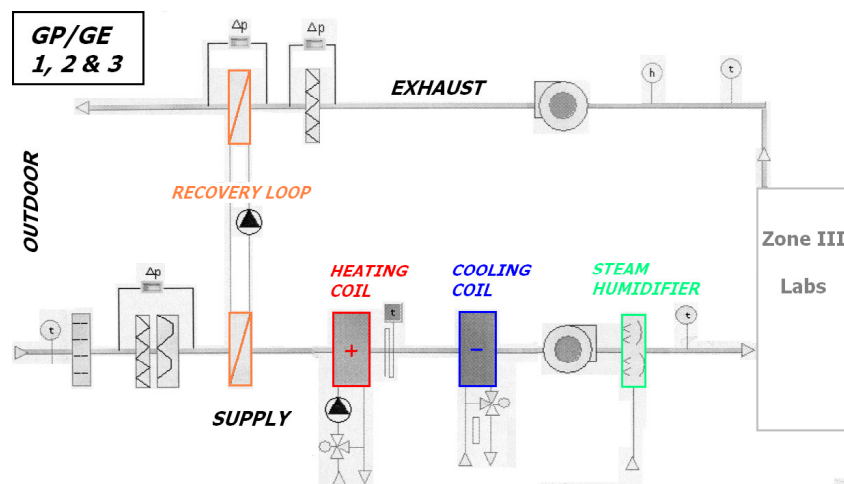 GP/GE
1, 2 & 3
Δp
Δp
EXHAUST
h
t
OUTDOOR
RECOVERY LOOP
Zone III
Labs
Δp
HEATING
COIL
COOLING
COIL
STEAM
HUMIDIFIER
t
t
t
+
-
SUPPLY